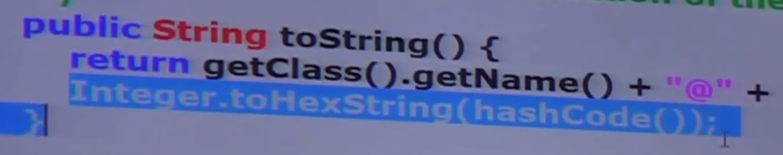 public String toString() {
return getClass().getName() + "@" +
Integer.toHexString(hashCode());
}